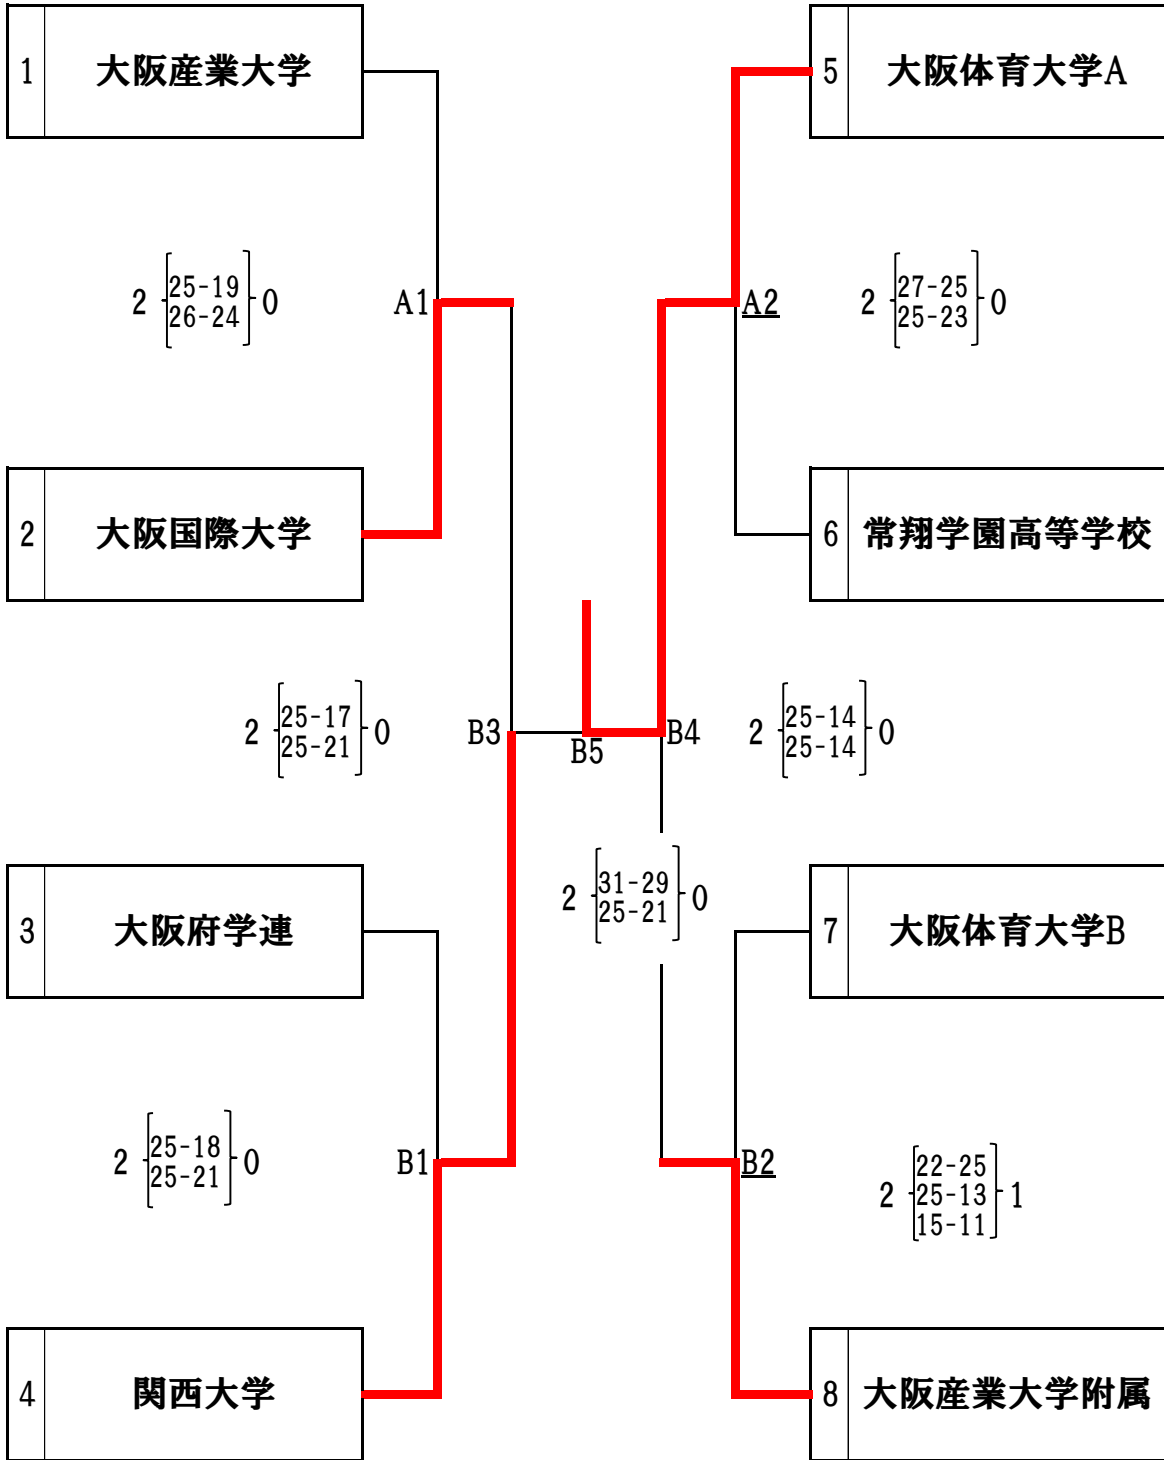 1 大阪産業大学
5 大阪体育大学A
2 25-19 0
26-24
A1
A2
2 27-25 0
25-23
2 大阪国際大学
6 常翔学園高等学校
2 25-17 0
25-21
B3
B5
B4
2 25-14 0
25-14
2 31-29 0
25-21
3 大阪府学連
7 大阪体育大学B
2 25-18 0
25-21
B1
B2
2 22-25 1
25-13
15-11
4 関西大学
8 大阪産業大学附属